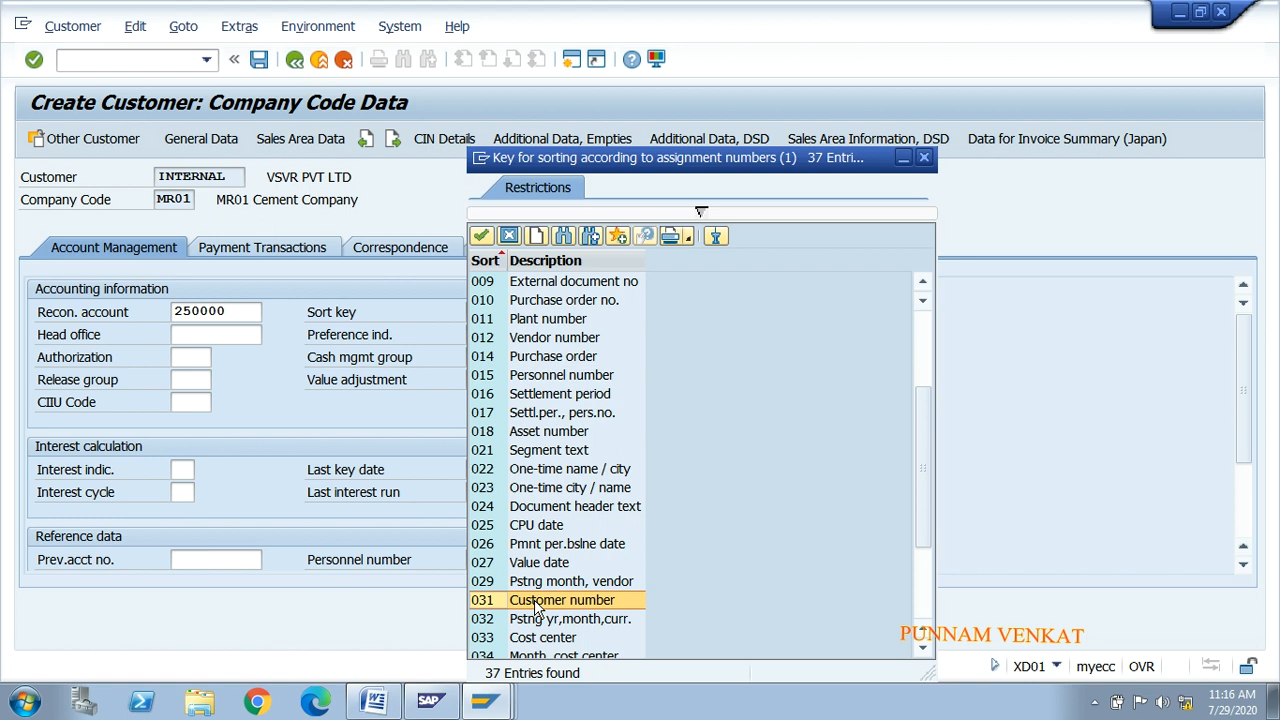 Customer Edit Goto Extras Environment System Help
Create Customer: Company Code Data
Other Customer General Data Sales Area Data CIN Details Additional Data, Empties Additional Data, DSD Sales Area Information, DSD Data for Invoice Summary (Japan)
Customer INTERNAL VSVR PVT LTD
Company Code MR01 MR01 Cement Company
Account Management Payment Transactions Correspondence
Accounting information
Recon. account 250000 Sort key
Head office Preference ind.
Authorization Cash mgmt group
Release group Value adjustment
CIIU Code
Interest calculation
Interest indic. Last key date
Interest cycle Last interest run
Reference data
Prev.acct no. Personnel number
Key for sorting according to assignment numbers (1) 37 Entri...
Restrictions
Sort Description
009 External document no
010 Purchase order no.
011 Plant number
012 Vendor number
014 Purchase order
015 Personnel number
016 Settlement period
017 Settl.per., pers.no.
018 Asset number
021 Segment text
022 One-time name / city
023 One-time city / name
024 Document header text
025 CPU date
026 Pmnt per.bslne date
027 Value date
029 Pstng month, vendor
031 Customer number
032 Pstng yr,month,curr.
033 Cost center
034 Month, cost center
37 Entries found
PUNNAM VENKAT
XD01 myecc OVR
SAP
11:16 AM
7/29/2020